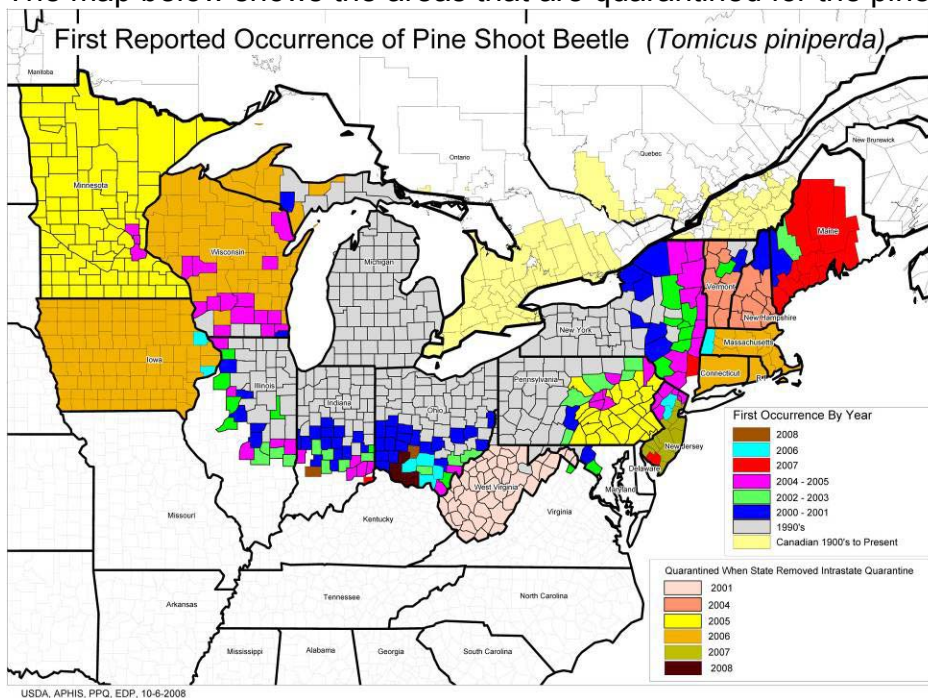 The map below shows the areas that are quarantined for the pine
First Reported Occurrence of Pine Shoot Beetle (Tomicus piniperda)
Manitoba
Ontario
Quebec
New Brunswick
Minnesota
Maine
Wisconsin
Michigan
Vermont
New Hampshire
New York
Massachusetts
Iowa
Connecticut
R.I.
Illinois
Indiana
Ohio
Pennsylvania
New Jersey
Delaware
Maryland
West Virginia
Virginia
Missouri
Kentucky
Arkansas
Tennessee
North Carolina
Mississippi
Alabama
Georgia
South Carolina
First Occurrence By Year
2008
2006
2007
2004 - 2005
2002 - 2003
2000 - 2001
1990's
Canadian 1900's to Present
Quarantined When State Removed Intrastate Quarantine
2001
2004
2005
2006
2007
2008
USDA, APHIS, PPQ, EDP, 10-6-2008